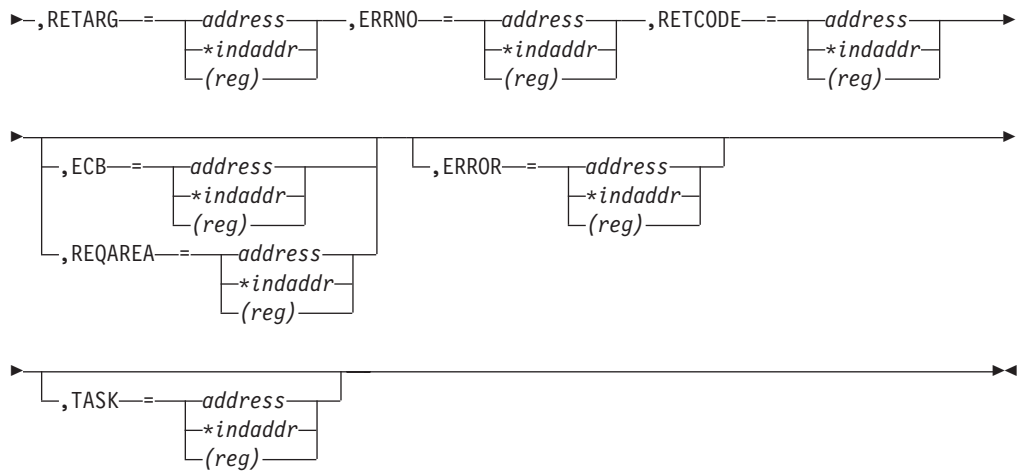 ,RETARG = address ,ERRNO = address ,RETCODE = address
*indaddr *indaddr *indaddr
(reg) (reg) (reg)
,ECB = address ,ERROR = address
*indaddr *indaddr
(reg) (reg)
,REQAREA = address
*indaddr
(reg)
,TASK = address
*indaddr
(reg)